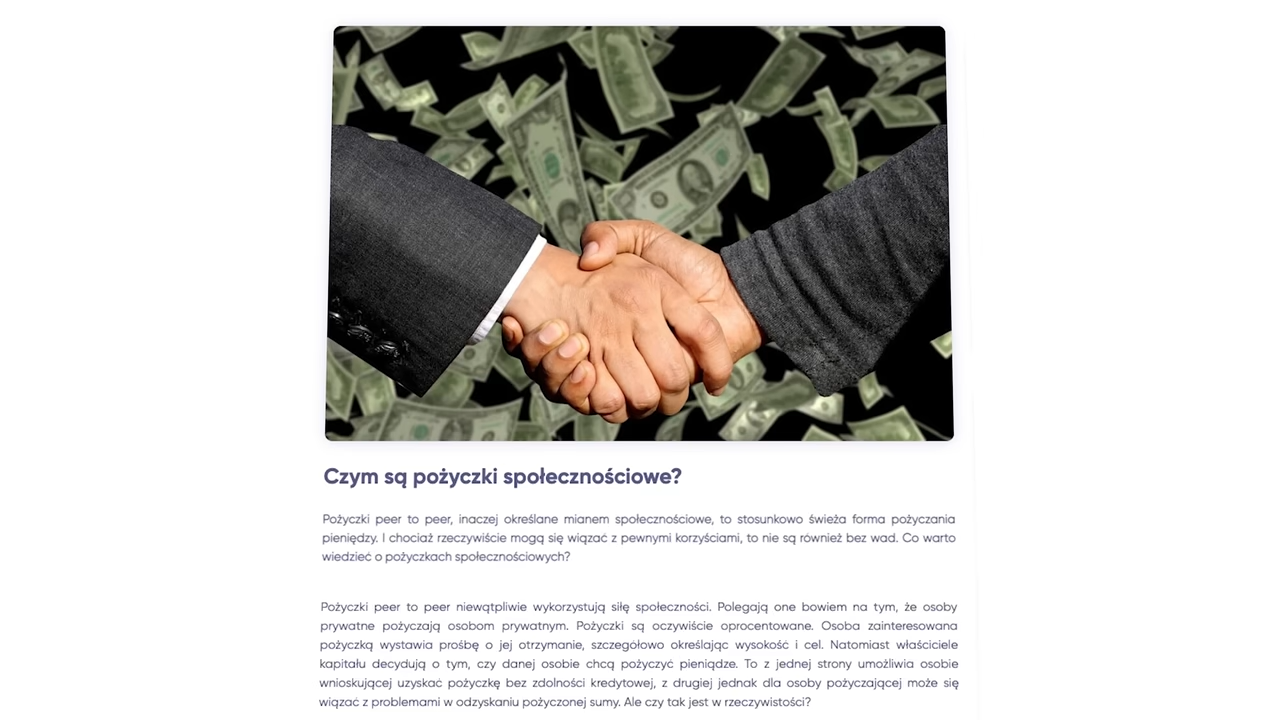 Czym są pożyczki społecznościowe?
Pożyczki peer to peer, inaczej określane mianem społecznościowe, to stosunkowo świeża forma pożyczania
pieniędzy. I chociaż rzeczywiście mogą się wiązać z pewnymi korzyściami, to nie są również bez wad. Co warto
wiedzieć o pożyczkach społecznościowych?
Pożyczki peer to peer niewątpliwie wykorzystują siłę społeczności. Polegają one bowiem na tym, że osoby
prywatne pożyczają osobom prywatnym. Pożyczki są oczywiście oprocentowane. Osoba zainteresowana
pożyczką wystawia prośbę o jej otrzymanie, szczegółowo określając wysokość i cel. Natomiast właściciele
kapitału decydują o tym, czy danej osobie chcą pożyczyć pieniądze. To z jednej strony umożliwia osobie
wnioskującej uzyskać pożyczkę bez zdolności kredytowej, z drugiej jednak dla osoby pożyczającej może się
wiązać z problemami w odzyskaniu pożyczonej sumy. Ale czy tak jest w rzeczywistości?